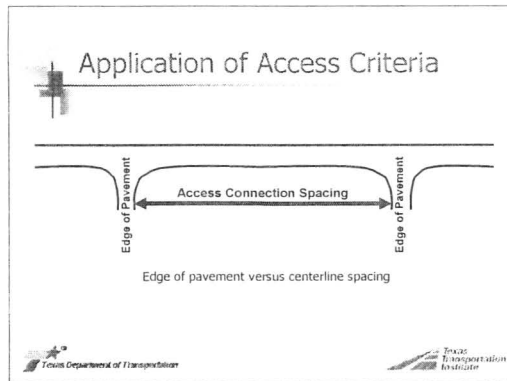 Application of Access Criteria
Edge of Pavement
Access Connection Spacing
Edge of Pavement
Edge of pavement versus centerline spacing
Texas Department of Transportation
Texas
Transportation
Institute